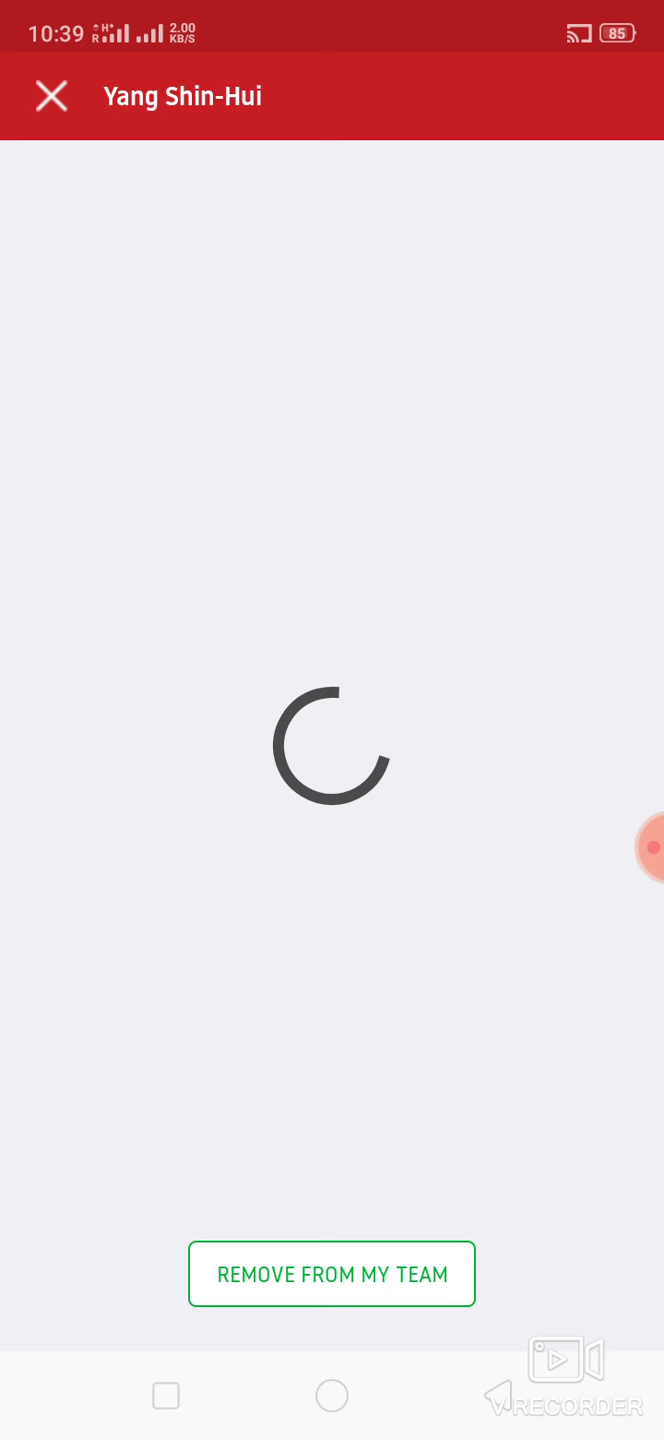 10:39 R H+ 2.00 KB/S 85
Yang Shin-Hui
REMOVE FROM MY TEAM
V RECORDER